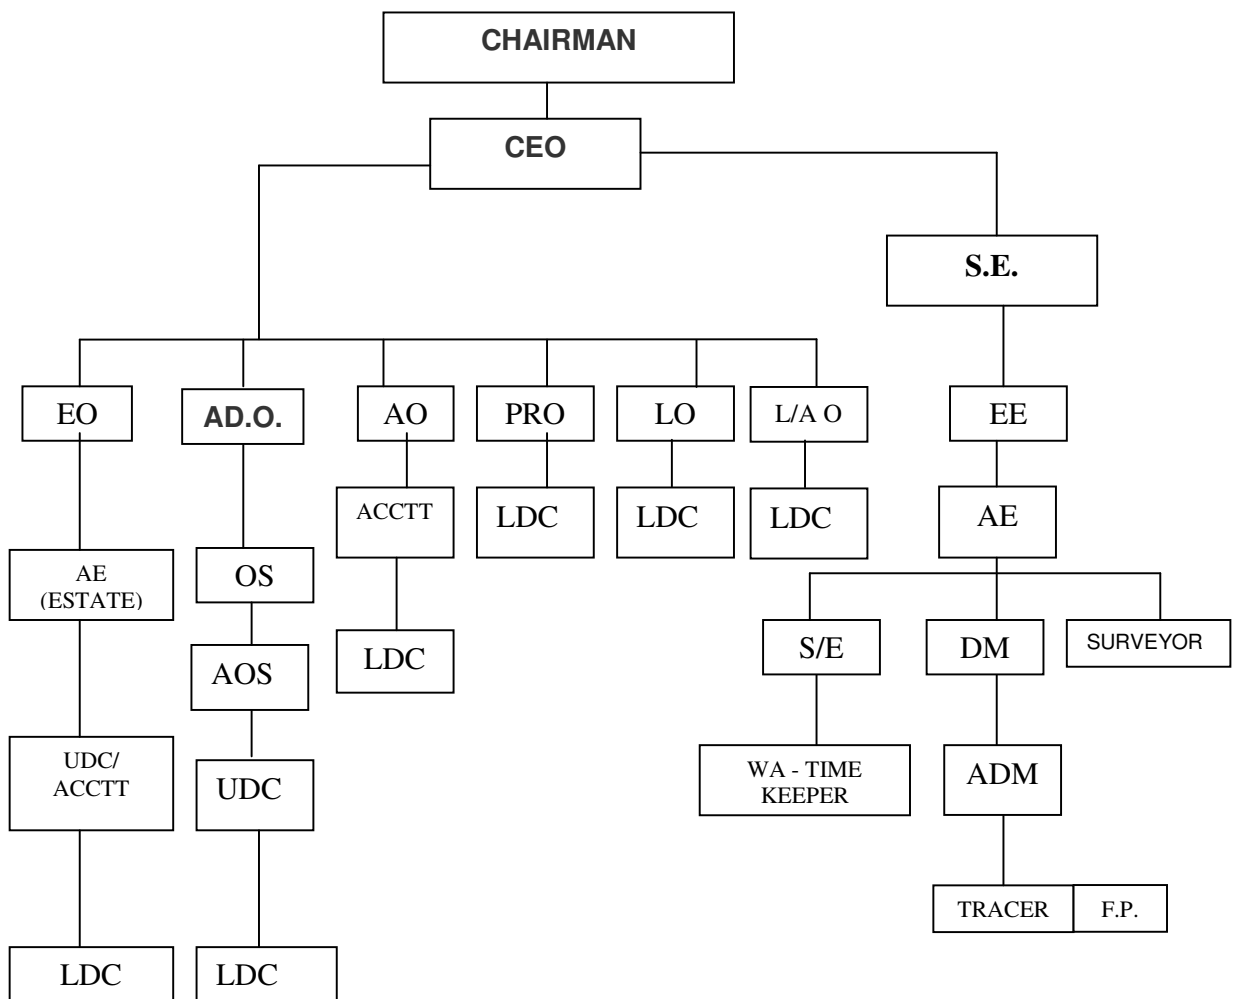 CHAIRMAN
CEO
S.E.
EO
AD.O.
AO
PRO
LO
L/A O
EE
ACCTT
LDC
LDC
LDC
AE
AE
(ESTATE)
OS
S/E
DM
SURVEYOR
AOS
LDC
UDC/
ACCTT
UDC
WA - TIME
KEEPER
ADM
TRACER
F.P.
LDC
LDC